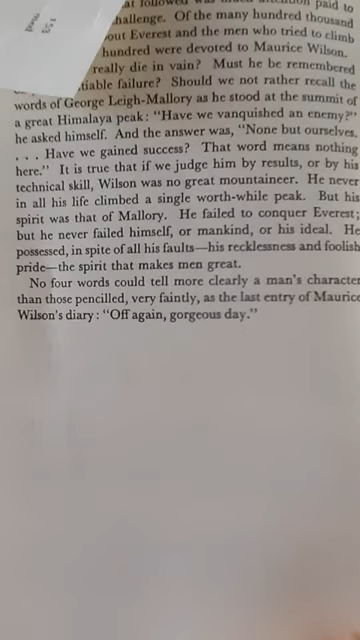 at followed was much attention paid to
challenge. Of the many hundred thousand
out Everest and the men who tried to climb
hundred were devoted to Maurice Wilson.
really die in vain? Must he be remembered
tiable failure? Should we not rather recall the
words of George Leigh-Mallory as he stood at the summit of
a great Himalaya peak: “Have we vanquished an enemy?”
he asked himself. And the answer was, “None but ourselves.
. . . Have we gained success? That word means nothing
here.” It is true that if we judge him by results, or by his
technical skill, Wilson was no great mountaineer. He never
in all his life climbed a single worth-while peak. But his
spirit was that of Mallory. He failed to conquer Everest;
but he never failed himself, or mankind, or his ideal. He
possessed, in spite of all his faults—his recklessness and foolish
pride—the spirit that makes men great.
No four words could tell more clearly a man's character
than those pencilled, very faintly, as the last entry of Maurice
Wilson's diary: “Off again, gorgeous day.”